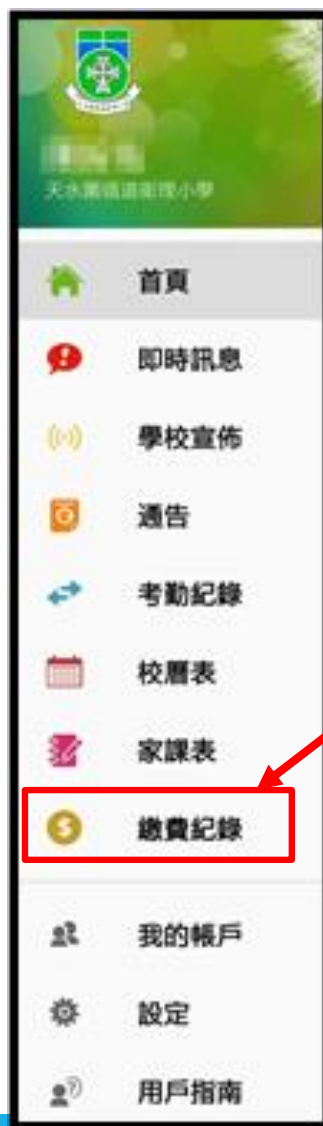 天水圍循道衛理小學
首頁
即時訊息
學校宣佈
通告
考勤紀錄
校曆表
家課表
繳費紀錄
我的帳戶
設定
用戶指南